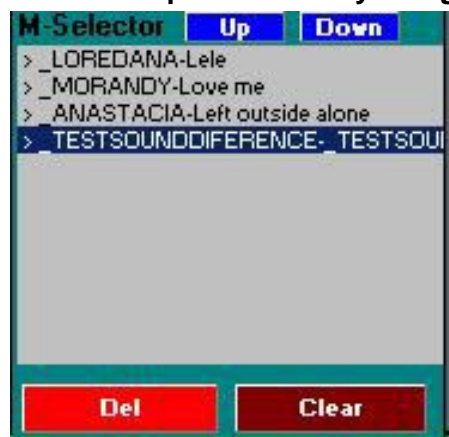 M-Selector Up Down
> _LOREDANA-Lele
> _MORANDY-Love me
> _ANASTACIA-Left outside alone
> _TESTSOUNDDIFERENCE-_TESTSOU
Del Clear